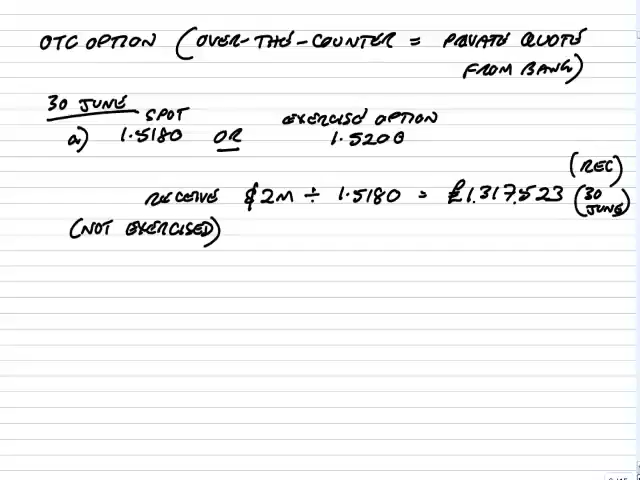 OTC OPTION (OVER-THE-COUNTER = PRIVATE QUOTE
FROM BANK)
30 JUNE
SPOT
EXERCISE OPTION
a) 1.5180 OR 1.5200
(REC)
RECEIVE $2M ÷ 1.5180 = £1,317,523 (30 JUNE)
(NOT EXERCISED)